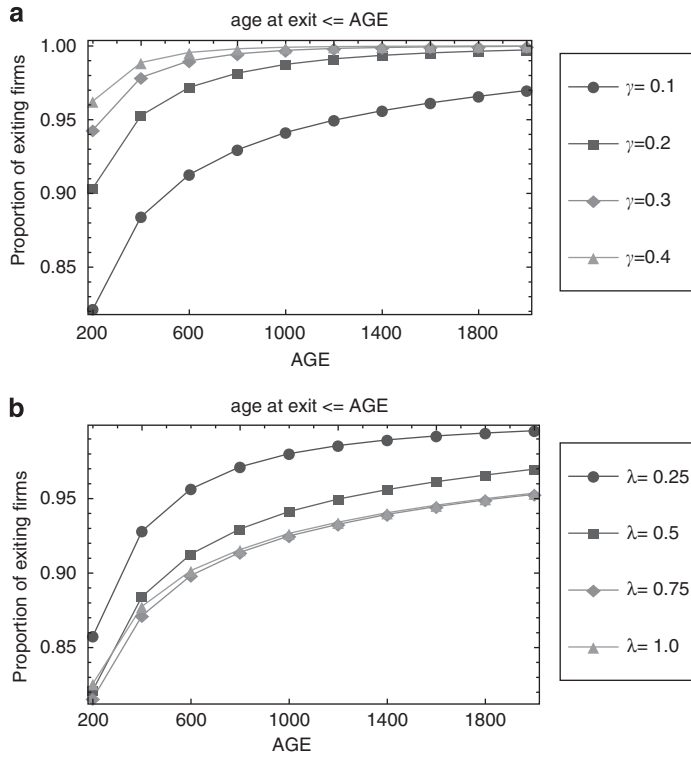 a
age at exit <= AGE
Proportion of exiting firms
1.00
0.95
0.90
0.85
200 600 1000 1400 1800
AGE
γ= 0.1
γ=0.2
γ=0.3
γ=0.4
b
age at exit <= AGE
Proportion of exiting firms
0.95
0.90
0.85
200 600 1000 1400 1800
AGE
λ= 0.25
λ= 0.5
λ= 0.75
λ= 1.0